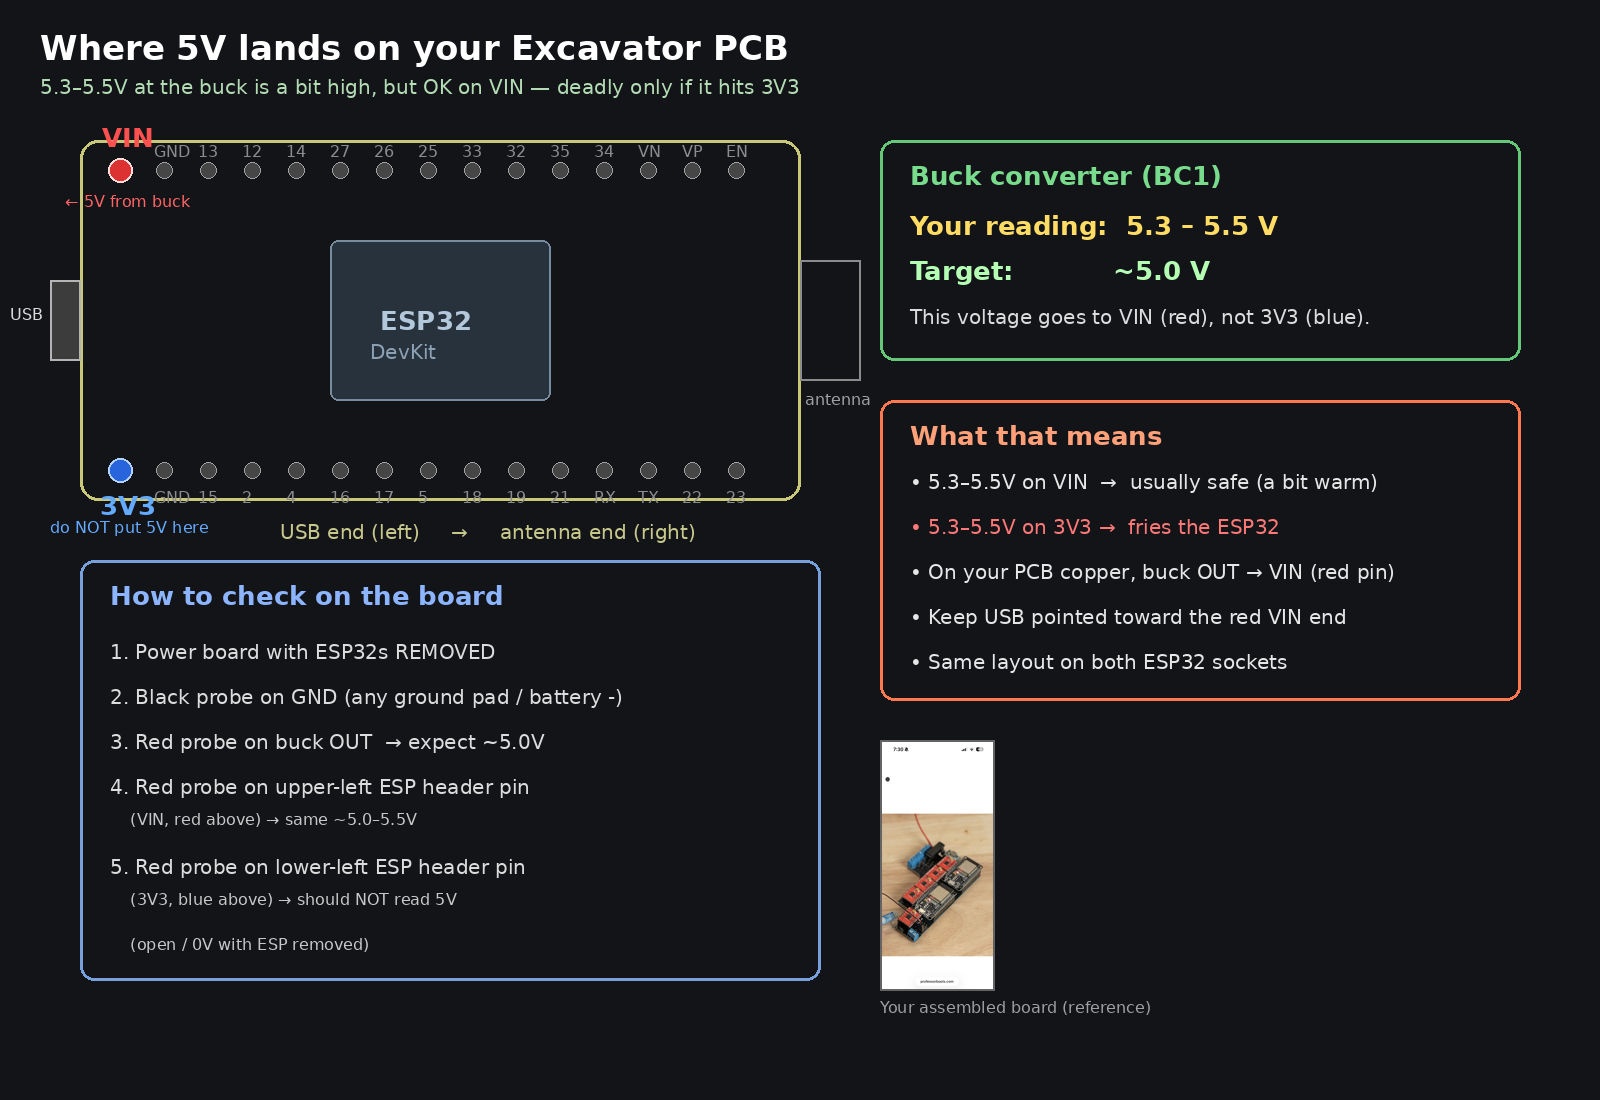 Where 5V lands on your Excavator PCB
5.3–5.5V at the buck is a bit high, but OK on VIN — deadly only if it hits 3V3
VIN
GND 13 12 14 27 26 25 33 32 35 34 VN VP EN
← 5V from buck
USB
ESP32
DevKit
antenna
3V3
GND 15 2 4 16 17 5 18 19 21 RX TX 22 23
do NOT put 5V here
USB end (left) → antenna end (right)
Buck converter (BC1)
Your reading: 5.3 – 5.5 V
Target: ~5.0 V
This voltage goes to VIN (red), not 3V3 (blue).
What that means
• 5.3–5.5V on VIN → usually safe (a bit warm)
• 5.3–5.5V on 3V3 → fries the ESP32
• On your PCB copper, buck OUT → VIN (red pin)
• Keep USB pointed toward the red VIN end
• Same layout on both ESP32 sockets
How to check on the board
1. Power board with ESP32s REMOVED
2. Black probe on GND (any ground pad / battery -)
3. Red probe on buck OUT → expect ~5.0V
4. Red probe on upper-left ESP header pin
(VIN, red above) → same ~5.0–5.5V
5. Red probe on lower-left ESP header pin
(3V3, blue above) → should NOT read 5V
(open / 0V with ESP removed)
7:30
Your assembled board (reference)